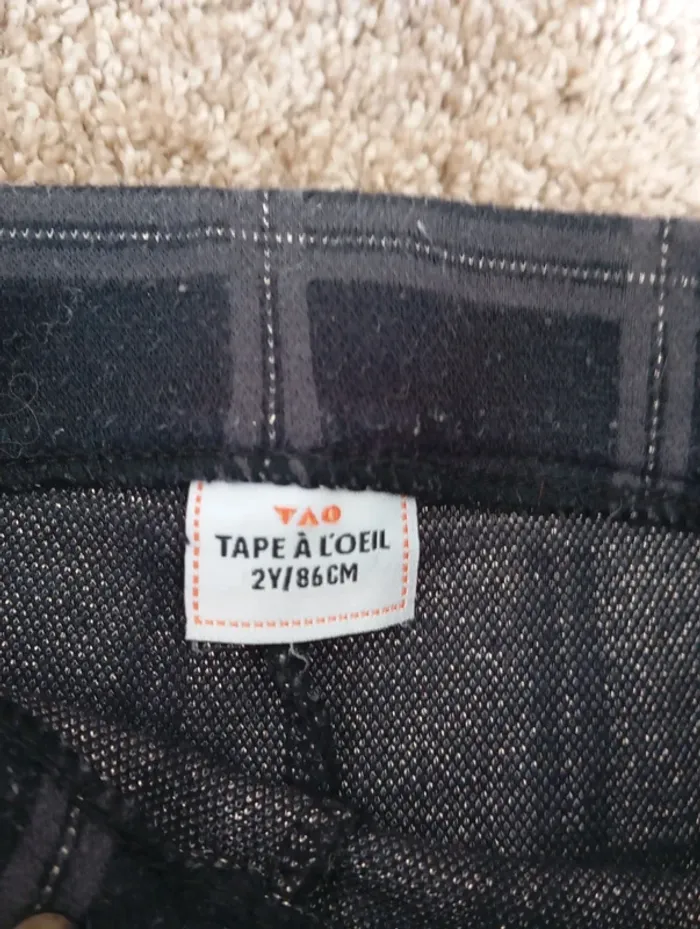 TAO
TAPE À L'OEIL
2Y/86CM